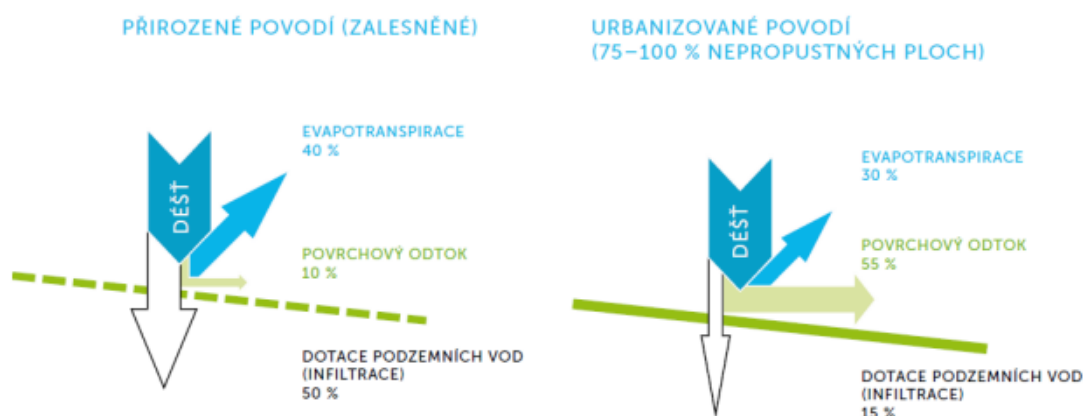 PŘIROZENÉ POVODÍ (ZALESNĚNÉ)
DÉŠŤ
EVAPOTRANSPIRACE
40 %
POVRCHOVÝ ODTOK
10 %
DOTACE PODZEMNÍCH VOD
(INFILTRACE)
50 %
URBANIZOVANÉ POVODÍ
(75–100 % NEPROPUSTNÝCH PLOCH)
DÉŠŤ
EVAPOTRANSPIRACE
30 %
POVRCHOVÝ ODTOK
55 %
DOTACE PODZEMNÍCH VOD
(INFILTRACE)
15 %